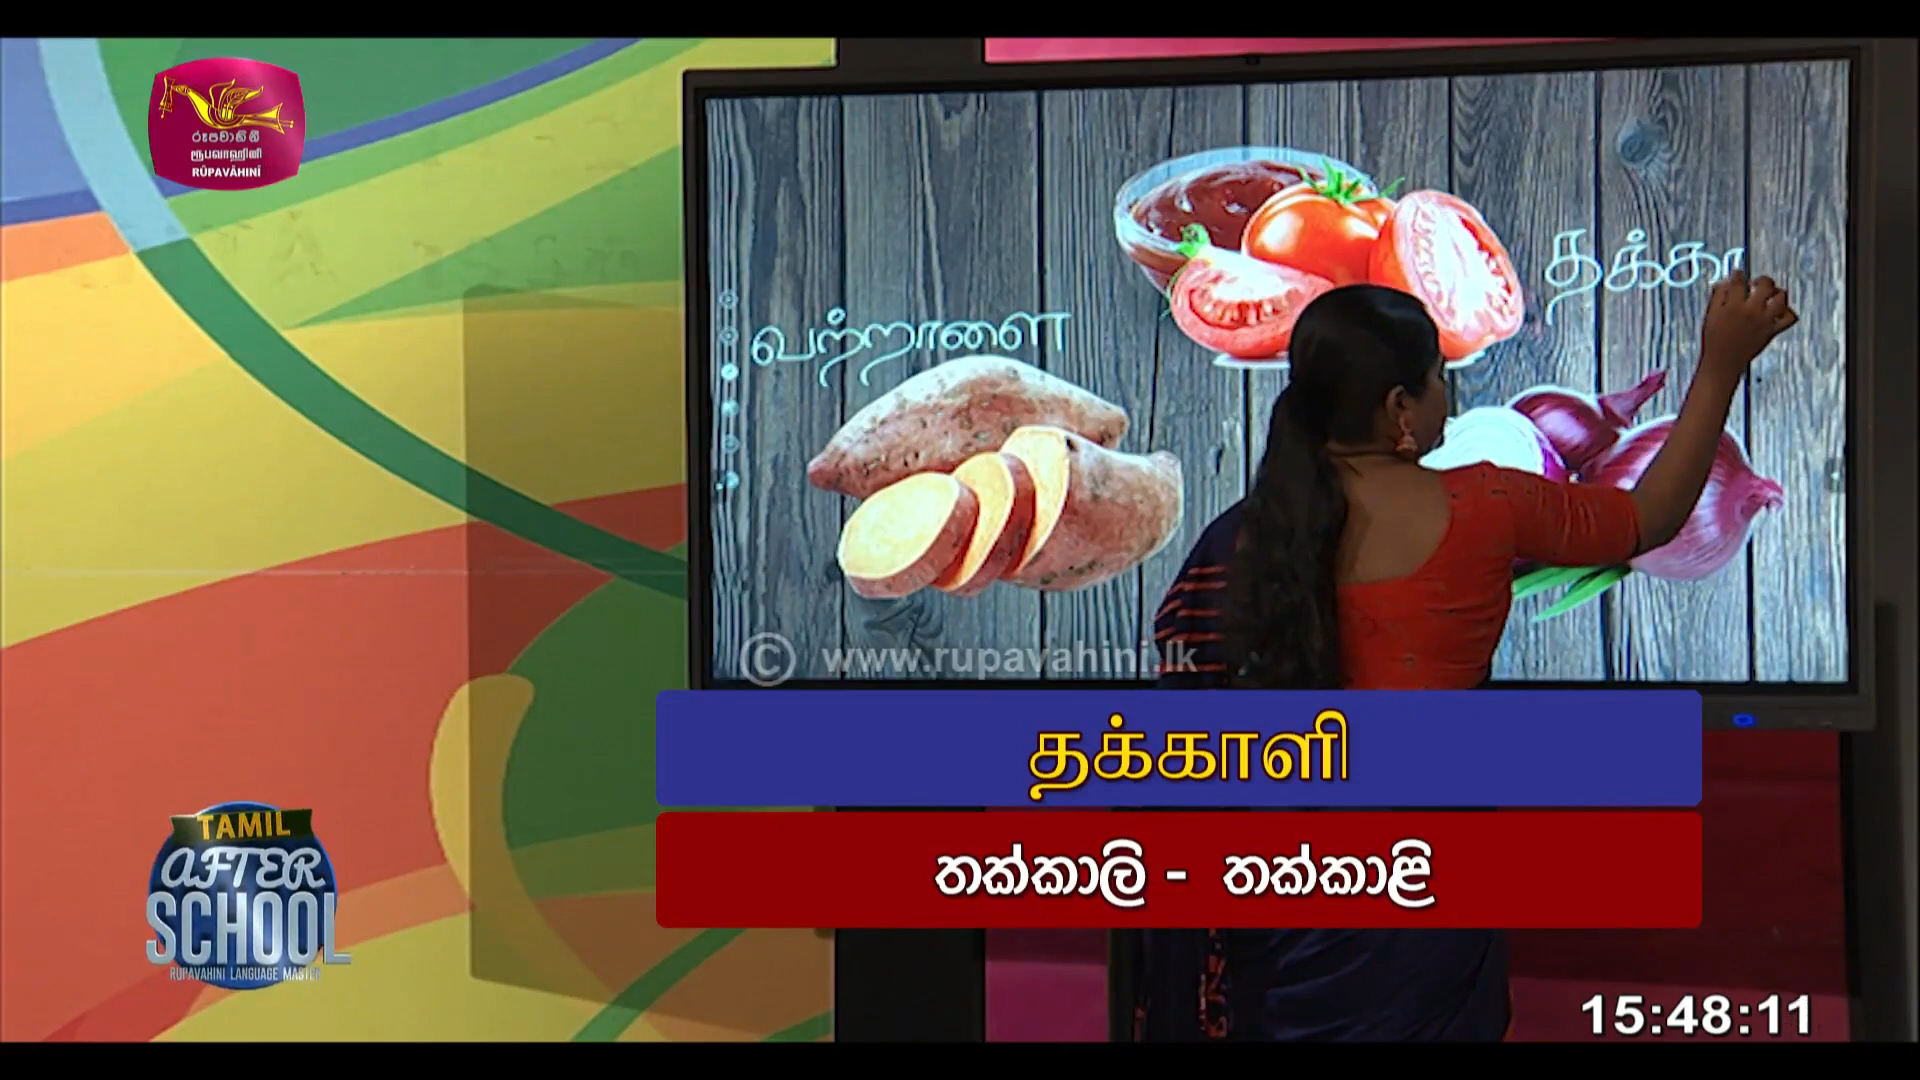 රූපවාහිනී
ரூபவாஹினி
RŪPAVĀHINĪ
தக்கா
வற்றாளை
© www.rupavahini.lk
தக்காளி
තක්කාලි - තක්කාළි
TAMIL
AFTER
SCHOOL
RUPAVAHINI LANGUAGE MASTER
15:48:11